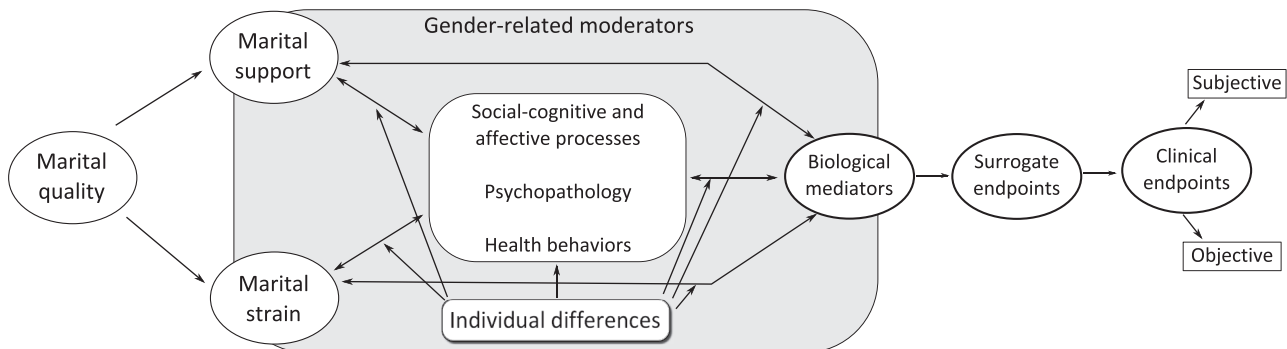 Gender-related moderators
Marital
support
Subjective
Social-cognitive and
affective processes
Marital
quality
Psychopathology
Biological
mediators
Surrogate
endpoints
Clinical
endpoints
Health behaviors
Objective
Marital
strain
Individual differences